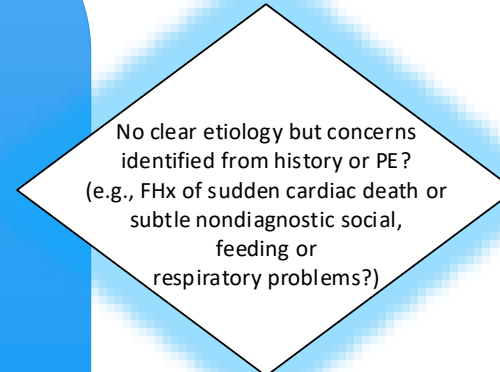 No clear etiology but concerns
identified from history or PE?
(e.g., FHx of sudden cardiac death or
subtle nondiagnostic social,
feeding or
respiratory problems?)